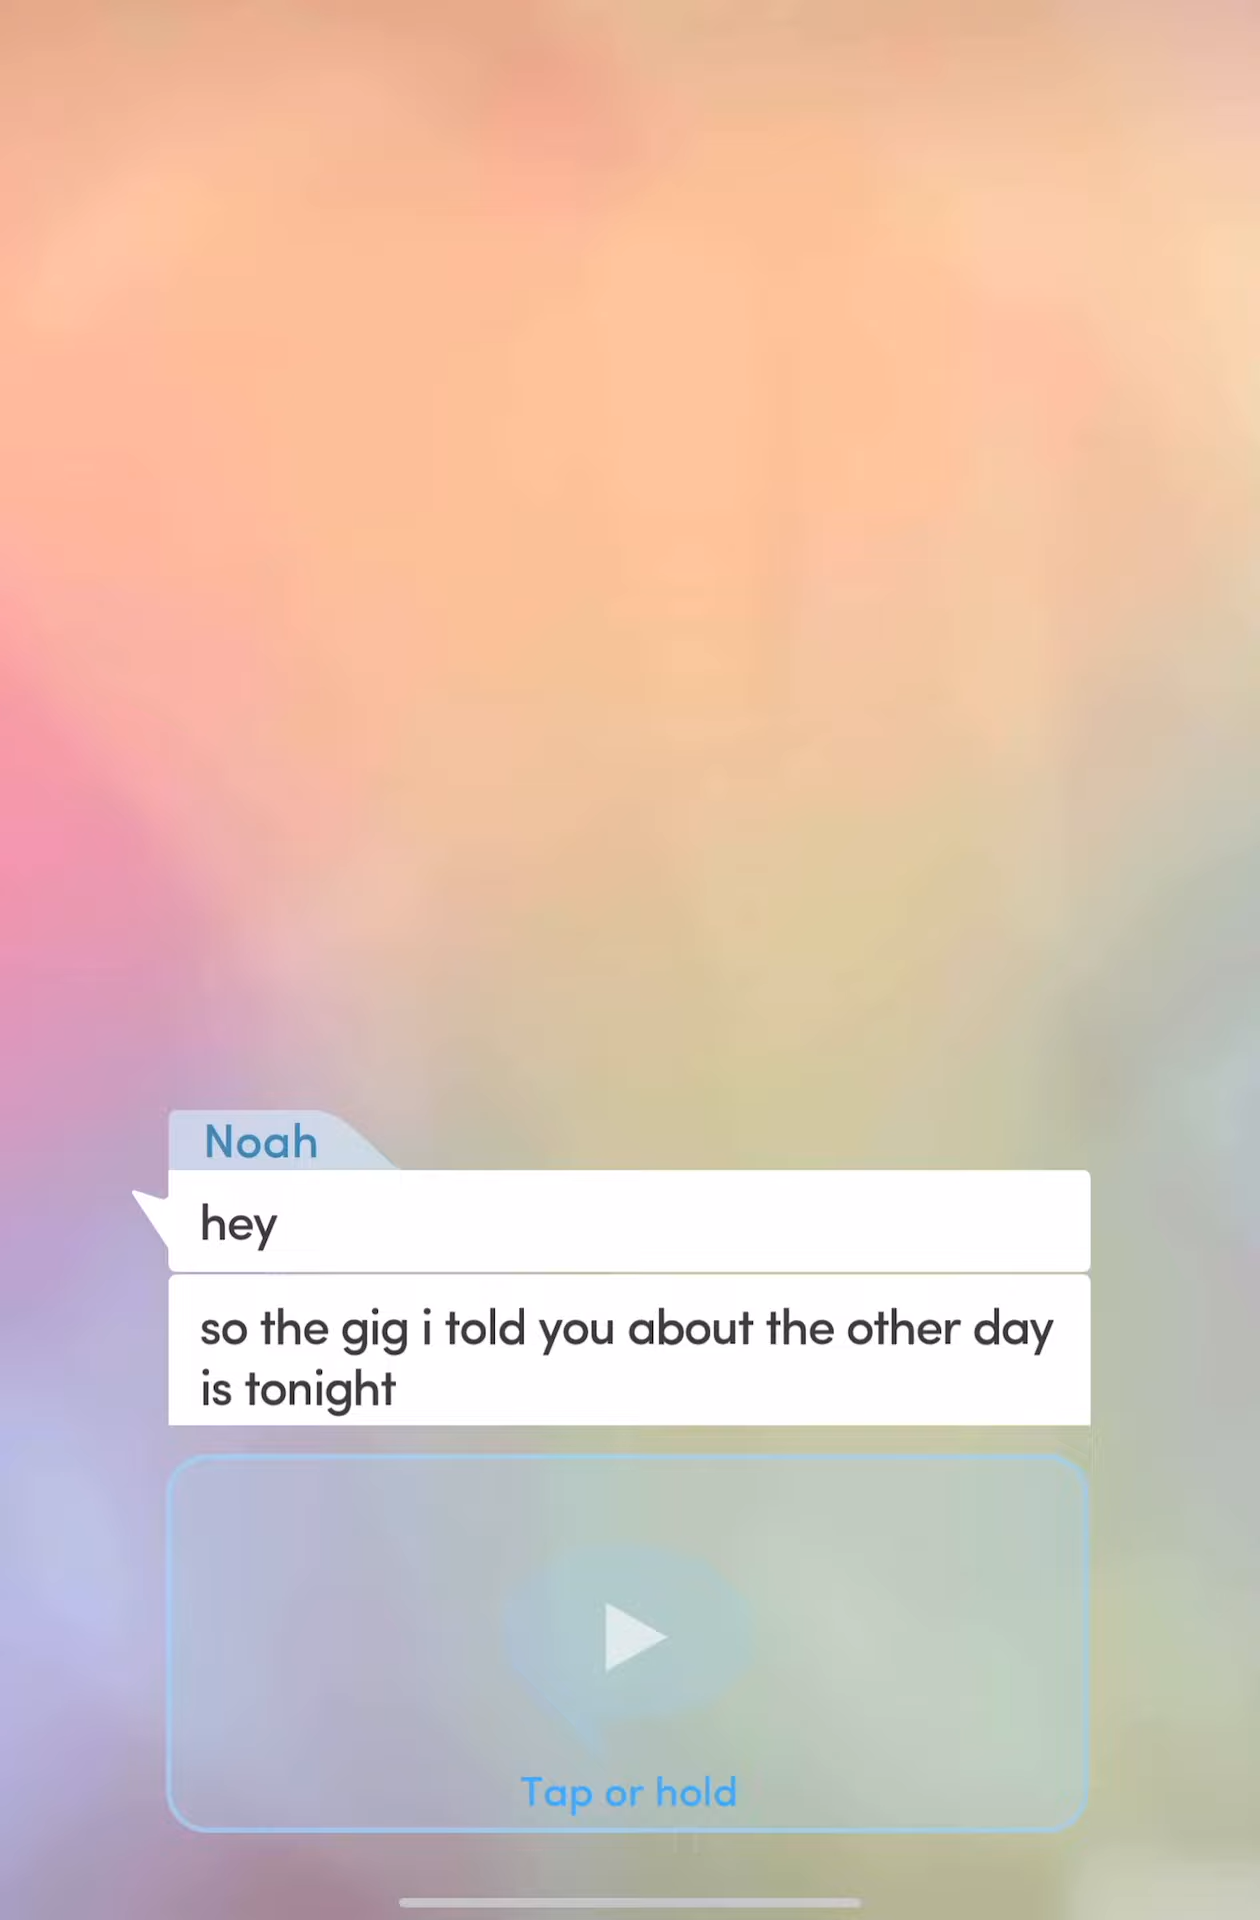 Noah
hey
so the gig i told you about the other day
is tonight
Tap or hold